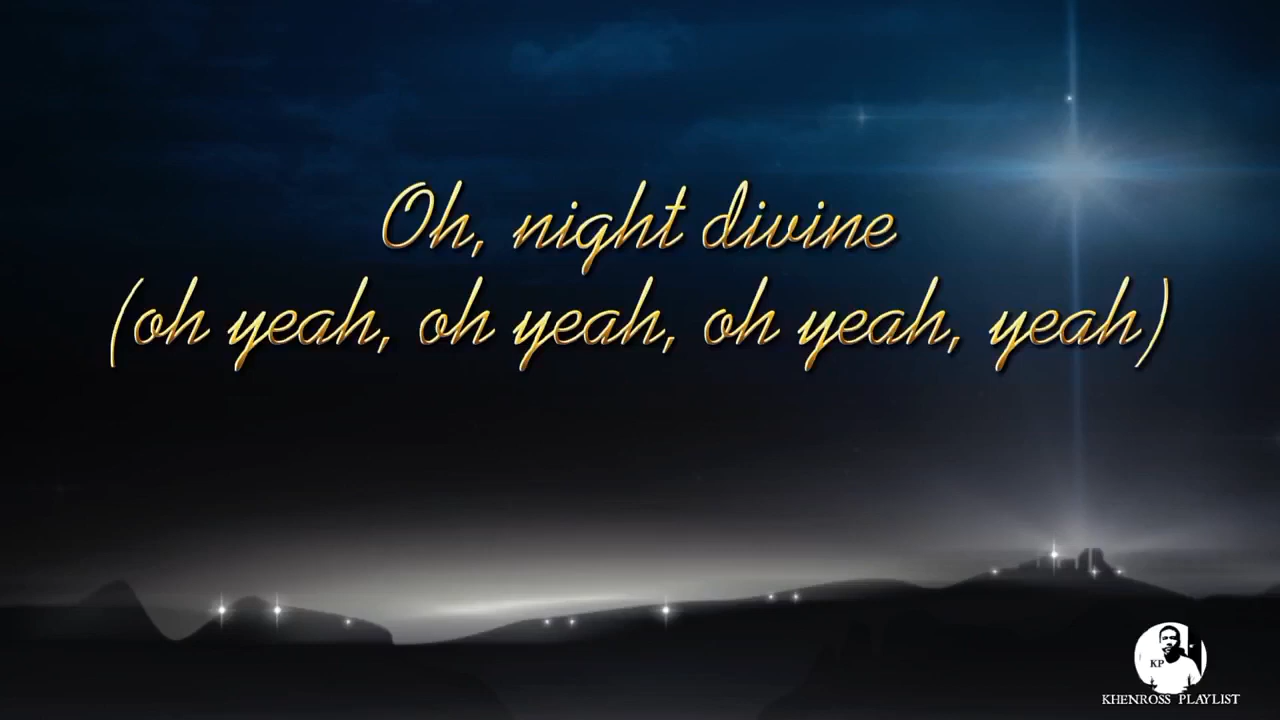 Oh, night divine
(oh yeah, oh yeah, oh yeah, yeah)
KP
KHENROSS PLAYLIST